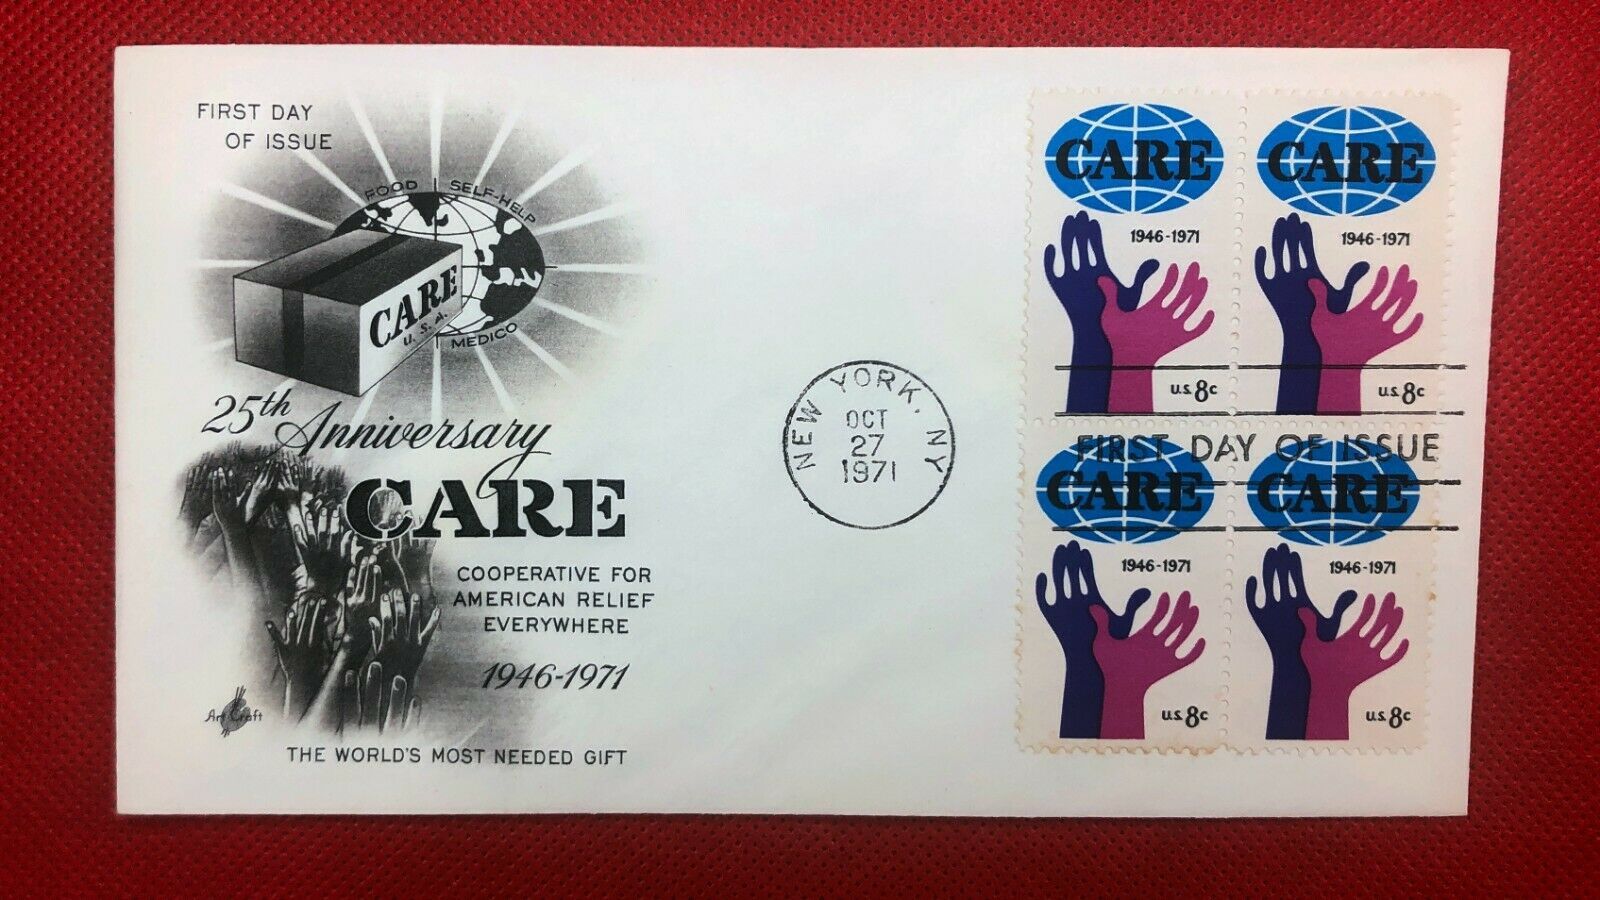 FIRST DAY
OF ISSUE
FOOD
SELF-HELP
CARE
U.S.A.
MEDICO
25th Anniversary
CARE
COOPERATIVE FOR
AMERICAN RELIEF
EVERYWHERE
1946-1971
Art Craft
THE WORLD'S MOST NEEDED GIFT
NEW YORK, NY
OCT
27
1971
CARE
1946-1971
U.S. 8c
CARE
1946-1971
U.S. 8c
FIRST DAY OF ISSUE
CARE
1946-1971
U.S. 8c
CARE
1946-1971
U.S. 8c